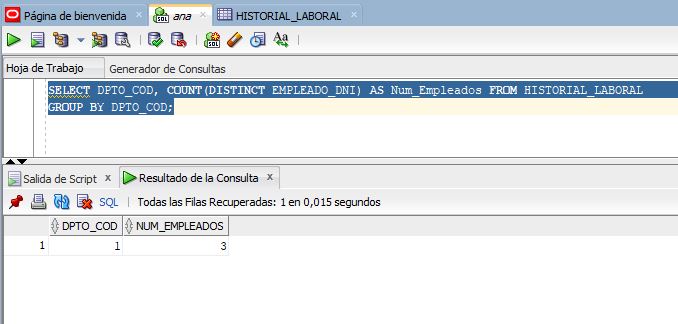 Página de bienvenida ana HISTORIAL_LABORAL
SQL
Hoja de Trabajo Generador de Consultas
SELECT DPTO_COD, COUNT(DISTINCT EMPLEADO_DNI) AS Num_Empleados FROM HISTORIAL_LABORAL
GROUP BY DPTO_COD;
Salida de Script x Resultado de la Consulta x
SQL Todas las Filas Recuperadas: 1 en 0,015 segundos
DPTO_COD NUM_EMPLEADOS
1 1 3